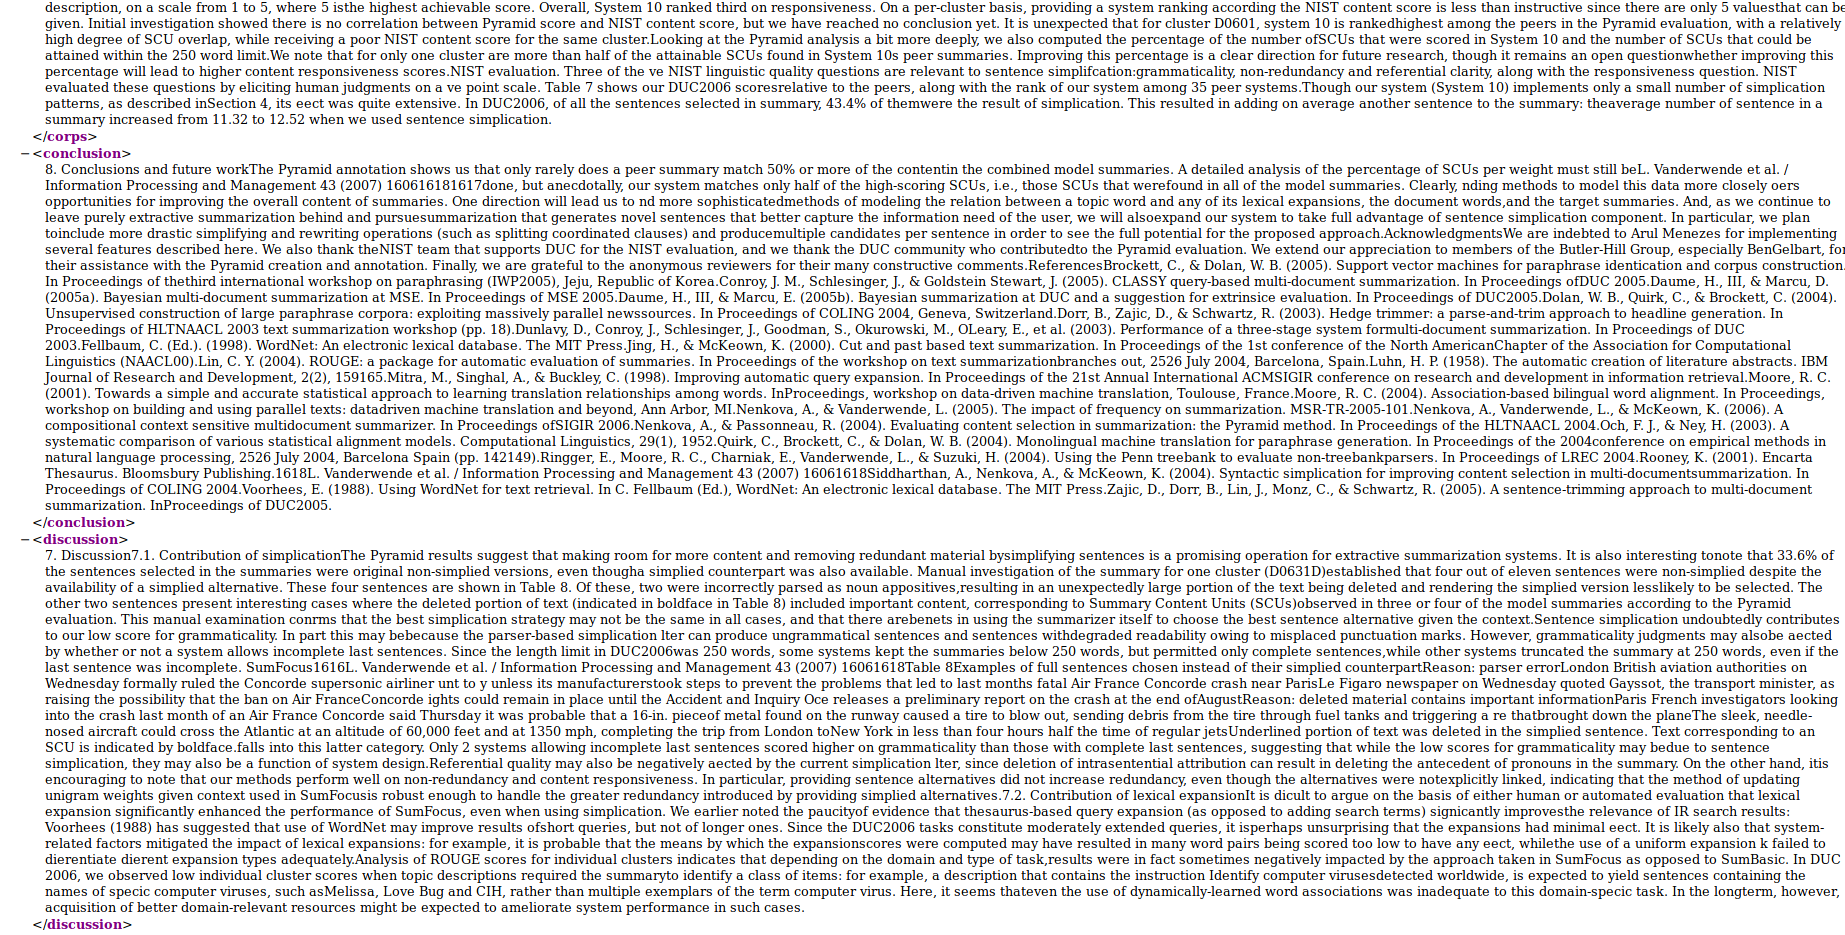 description, on a scale from 1 to 5, where 5 isthe highest achievable score. Overall, System 10 ranked third on responsiveness. On a per-cluster basis, providing a system ranking according the NIST content score is less than instructive since there are only 5 valuesthat can be
given. Initial investigation showed there is no correlation between Pyramid score and NIST content score, but we have reached no conclusion yet. It is unexpected that for cluster D0601, system 10 is rankedhighest among the peers in the Pyramid evaluation, with a relatively
high degree of SCU overlap, while receiving a poor NIST content score for the same cluster.Looking at the Pyramid analysis a bit more deeply, we also computed the percentage of the number ofSCUs that were scored in System 10 and the number of SCUs that could be
attained within the 250 word limit.We note that for only one cluster are more than half of the attainable SCUs found in System 10s peer summaries. Improving this percentage is a clear direction for future research, though it remains an open questionwhether improving this
percentage will lead to higher content responsiveness scores.NIST evaluation. Three of the ve NIST linguistic quality questions are relevant to sentence simplifcation:grammaticality, non-redundancy and referential clarity, along with the responsiveness question. NIST
evaluated these questions by eliciting human judgments on a ve point scale. Table 7 shows our DUC2006 scoresrelative to the peers, along with the rank of our system among 35 peer systems.Though our system (System 10) implements only a small number of simplication
patterns, as described inSection 4, its eect was quite extensive. In DUC2006, of all the sentences selected in summary, 43.4% of themwere the result of simplication. This resulted in adding on average another sentence to the summary: theaverage number of sentence in a
summary increased from 11.32 to 12.52 when we used sentence simplication.
</corps>
−<conclusion>
8. Conclusions and future workThe Pyramid annotation shows us that only rarely does a peer summary match 50% or more of the contentin the combined model summaries. A detailed analysis of the percentage of SCUs per weight must still beL. Vanderwende et al. /
Information Processing and Management 43 (2007) 160616181617done, but anecdotally, our system matches only half of the high-scoring SCUs, i.e., those SCUs that werefound in all of the model summaries. Clearly, nding methods to model this data more closely oers
opportunities for improving the overall content of summaries. One direction will lead us to nd more sophisticatedmethods of modeling the relation between a topic word and any of its lexical expansions, the document words,and the target summaries. And, as we continue to
leave purely extractive summarization behind and pursuesummarization that generates novel sentences that better capture the information need of the user, we will alsoexpand our system to take full advantage of sentence simplication component. In particular, we plan
toinclude more drastic simplifying and rewriting operations (such as splitting coordinated clauses) and producemultiple candidates per sentence in order to see the full potential for the proposed approach.AcknowledgmentsWe are indebted to Arul Menezes for implementing
several features described here. We also thank theNIST team that supports DUC for the NIST evaluation, and we thank the DUC community who contributedto the Pyramid evaluation. We extend our appreciation to members of the Butler-Hill Group, especially BenGelbart, for
their assistance with the Pyramid creation and annotation. Finally, we are grateful to the anonymous reviewers for their many constructive comments.ReferencesBrockett, C., & Dolan, W. B. (2005). Support vector machines for paraphrase identication and corpus construction.
In Proceedings of thethird international workshop on paraphrasing (IWP2005), Jeju, Republic of Korea.Conroy, J. M., Schlesinger, J., & Goldstein Stewart, J. (2005). CLASSY query-based multi-document summarization. In Proceedings ofDUC 2005.Daume, H., III, & Marcu, D.
(2005a). Bayesian multi-document summarization at MSE. In Proceedings of MSE 2005.Daume, H., III, & Marcu, E. (2005b). Bayesian summarization at DUC and a suggestion for extrinsice evaluation. In Proceedings of DUC2005.Dolan, W. B., Quirk, C., & Brockett, C. (2004).
Unsupervised construction of large paraphrase corpora: exploiting massively parallel newssources. In Proceedings of COLING 2004, Geneva, Switzerland.Dorr, B., Zajic, D., & Schwartz, R. (2003). Hedge trimmer: a parse-and-trim approach to headline generation. In
Proceedings of HLTNAACL 2003 text summarization workshop (pp. 18).Dunlavy, D., Conroy, J., Schlesinger, J., Goodman, S., Okurowski, M., OLeary, E., et al. (2003). Performance of a three-stage system formulti-document summarization. In Proceedings of DUC
2003.Fellbaum, C. (Ed.). (1998). WordNet: An electronic lexical database. The MIT Press.Jing, H., & McKeown, K. (2000). Cut and past based text summarization. In Proceedings of the 1st conference of the North AmericanChapter of the Association for Computational
Linguistics (NAACL00).Lin, C. Y. (2004). ROUGE: a package for automatic evaluation of summaries. In Proceedings of the workshop on text summarizationbranches out, 2526 July 2004, Barcelona, Spain.Luhn, H. P. (1958). The automatic creation of literature abstracts. IBM
Journal of Research and Development, 2(2), 159165.Mitra, M., Singhal, A., & Buckley, C. (1998). Improving automatic query expansion. In Proceedings of the 21st Annual International ACMSIGIR conference on research and development in information retrieval.Moore, R. C.
(2001). Towards a simple and accurate statistical approach to learning translation relationships among words. InProceedings, workshop on data-driven machine translation, Toulouse, France.Moore, R. C. (2004). Association-based bilingual word alignment. In Proceedings,
workshop on building and using parallel texts: datadriven machine translation and beyond, Ann Arbor, MI.Nenkova, A., & Vanderwende, L. (2005). The impact of frequency on summarization. MSR-TR-2005-101.Nenkova, A., Vanderwende, L., & McKeown, K. (2006). A
compositional context sensitive multidocument summarizer. In Proceedings ofSIGIR 2006.Nenkova, A., & Passonneau, R. (2004). Evaluating content selection in summarization: the Pyramid method. In Proceedings of the HLTNAACL 2004.Och, F. J., & Ney, H. (2003). A
systematic comparison of various statistical alignment models. Computational Linguistics, 29(1), 1952.Quirk, C., Brockett, C., & Dolan, W. B. (2004). Monolingual machine translation for paraphrase generation. In Proceedings of the 2004conference on empirical methods in
natural language processing, 2526 July 2004, Barcelona Spain (pp. 142149).Ringger, E., Moore, R. C., Charniak, E., Vanderwende, L., & Suzuki, H. (2004). Using the Penn treebank to evaluate non-treebankparsers. In Proceedings of LREC 2004.Rooney, K. (2001). Encarta
Thesaurus. Bloomsbury Publishing.1618L. Vanderwende et al. / Information Processing and Management 43 (2007) 16061618Siddharthan, A., Nenkova, A., & McKeown, K. (2004). Syntactic simplication for improving content selection in multi-documentsummarization. In
Proceedings of COLING 2004.Voorhees, E. (1988). Using WordNet for text retrieval. In C. Fellbaum (Ed.), WordNet: An electronic lexical database. The MIT Press.Zajic, D., Dorr, B., Lin, J., Monz, C., & Schwartz, R. (2005). A sentence-trimming approach to multi-document
summarization. InProceedings of DUC2005.
</conclusion>
−<discussion>
7. Discussion7.1. Contribution of simplicationThe Pyramid results suggest that making room for more content and removing redundant material bysimplifying sentences is a promising operation for extractive summarization systems. It is also interesting tonote that 33.6% of
the sentences selected in the summaries were original non-simplied versions, even thougha simplied counterpart was also available. Manual investigation of the summary for one cluster (D0631D)established that four out of eleven sentences were non-simplied despite the
availability of a simplied alternative. These four sentences are shown in Table 8. Of these, two were incorrectly parsed as noun appositives,resulting in an unexpectedly large portion of the text being deleted and rendering the simplied version lesslikely to be selected. The
other two sentences present interesting cases where the deleted portion of text (indicated in boldface in Table 8) included important content, corresponding to Summary Content Units (SCUs)observed in three or four of the model summaries according to the Pyramid
evaluation. This manual examination conrms that the best simplication strategy may not be the same in all cases, and that there arebenets in using the summarizer itself to choose the best sentence alternative given the context.Sentence simplication undoubtedly contributes
to our low score for grammaticality. In part this may bebecause the parser-based simplication lter can produce ungrammatical sentences and sentences withdegraded readability owing to misplaced punctuation marks. However, grammaticality judgments may alsobe aected
by whether or not a system allows incomplete last sentences. Since the length limit in DUC2006was 250 words, some systems kept the summaries below 250 words, but permitted only complete sentences,while other systems truncated the summary at 250 words, even if the
last sentence was incomplete. SumFocus1616L. Vanderwende et al. / Information Processing and Management 43 (2007) 16061618Table 8Examples of full sentences chosen instead of their simplied counterpartReason: parser errorLondon British aviation authorities on
Wednesday formally ruled the Concorde supersonic airliner unt to y unless its manufacturerstook steps to prevent the problems that led to last months fatal Air France Concorde crash near ParisLe Figaro newspaper on Wednesday quoted Gayssot, the transport minister, as
raising the possibility that the ban on Air FranceConcorde ights could remain in place until the Accident and Inquiry Oce releases a preliminary report on the crash at the end ofAugustReason: deleted material contains important informationParis French investigators looking
into the crash last month of an Air France Concorde said Thursday it was probable that a 16-in. pieceof metal found on the runway caused a tire to blow out, sending debris from the tire through fuel tanks and triggering a re thatbrought down the planeThe sleek, needle-
nosed aircraft could cross the Atlantic at an altitude of 60,000 feet and at 1350 mph, completing the trip from London toNew York in less than four hours half the time of regular jetsUnderlined portion of text was deleted in the simplied sentence. Text corresponding to an
SCU is indicated by boldface.falls into this latter category. Only 2 systems allowing incomplete last sentences scored higher on grammaticality than those with complete last sentences, suggesting that while the low scores for grammaticality may bedue to sentence
simplication, they may also be a function of system design.Referential quality may also be negatively aected by the current simplication lter, since deletion of intrasentential attribution can result in deleting the antecedent of pronouns in the summary. On the other hand, itis
encouraging to note that our methods perform well on non-redundancy and content responsiveness. In particular, providing sentence alternatives did not increase redundancy, even though the alternatives were notexplicitly linked, indicating that the method of updating
unigram weights given context used in SumFocusis robust enough to handle the greater redundancy introduced by providing simplied alternatives.7.2. Contribution of lexical expansionIt is dicult to argue on the basis of either human or automated evaluation that lexical
expansion significantly enhanced the performance of SumFocus, even when using simplication. We earlier noted the paucityof evidence that thesaurus-based query expansion (as opposed to adding search terms) signicantly improvesthe relevance of IR search results:
Voorhees (1988) has suggested that use of WordNet may improve results ofshort queries, but not of longer ones. Since the DUC2006 tasks constitute moderately extended queries, it isperhaps unsurprising that the expansions had minimal eect. It is likely also that system-
related factors mitigated the impact of lexical expansions: for example, it is probable that the means by which the expansionscores were computed may have resulted in many word pairs being scored too low to have any eect, whilethe use of a uniform expansion k failed to
dierentiate dierent expansion types adequately.Analysis of ROUGE scores for individual clusters indicates that depending on the domain and type of task,results were in fact sometimes negatively impacted by the approach taken in SumFocus as opposed to SumBasic. In DUC
2006, we observed low individual cluster scores when topic descriptions required the summaryto identify a class of items: for example, a description that contains the instruction Identify computer virusesdetected worldwide, is expected to yield sentences containing the
names of specic computer viruses, such asMelissa, Love Bug and CIH, rather than multiple exemplars of the term computer virus. Here, it seems thateven the use of dynamically-learned word associations was inadequate to this domain-specic task. In the longterm, however,
acquisition of better domain-relevant resources might be expected to ameliorate system performance in such cases.
</discussion>